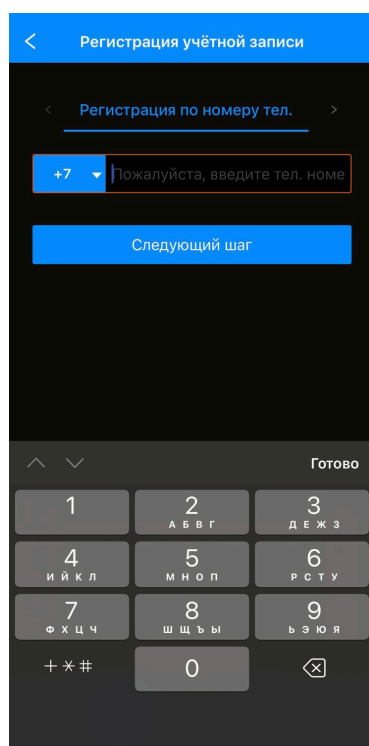 Регистрация учётной записи
Регистрация по номеру тел.
+7 Пожалуйста, введите тел. номе
Следующий шаг
Готово
1 2 3
А Б В Г Д Е Ж З
4 5 6
И Й К Л М Н О П Р С Т У
7 8 9
Ф Х Ц Ч Ш Щ Ъ Ы Ь Э Ю Я
+ * # 0